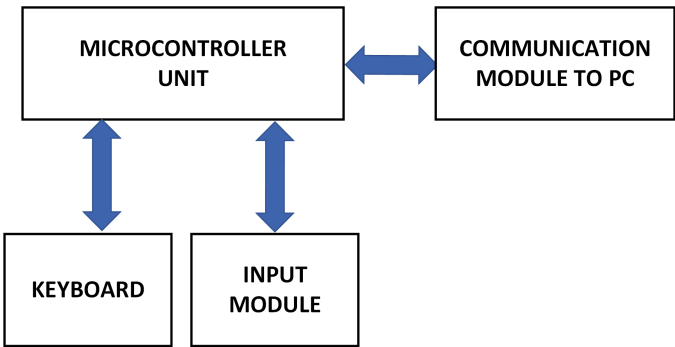 MICROCONTROLLER
UNIT
COMMUNICATION
MODULE TO PC
KEYBOARD
INPUT
MODULE